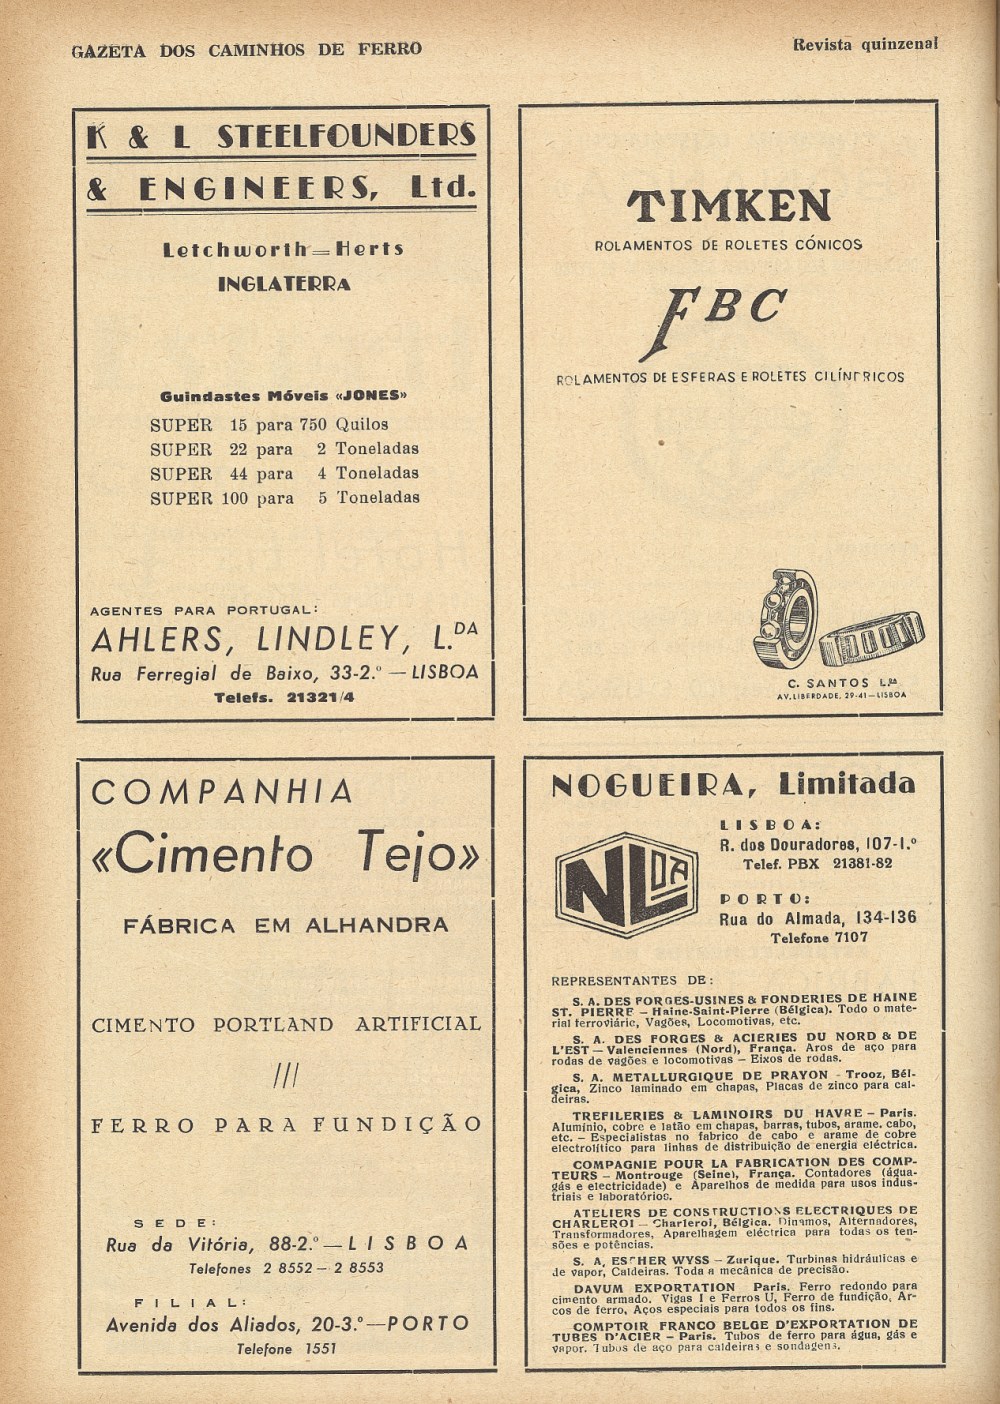 GAZETA DOS CAMINHOS DE FERRO
Revista quinzenal
K & L STEELFOUNDERS
& ENGINEERS, Ltd.
Letchworth=Herts
INGLATERRA
Guindastes Móveis «JONES»
SUPER 15 para 750 Quilos
SUPER 22 para 2 Toneladas
SUPER 44 para 4 Toneladas
SUPER 100 para 5 Toneladas
AGENTES PARA PORTUGAL:
AHLERS, LINDLEY, L.DA
Rua Ferregial de Baixo, 33-2.º — LISBOA
Telefs. 21321/4
TIMKEN
ROLAMENTOS DE ROLETES CÓNICOS
FBC
ROLAMENTOS DE ESFERAS E ROLETES CILÍNDRICOS
C. SANTOS L.DA
AV. LIBERDADE, 29-41—LISBOA
COMPANHIA
«Cimento Tejo»
FÁBRICA EM ALHANDRA
CIMENTO PORTLAND ARTIFICIAL
///
FERRO PARA FUNDIÇÃO
SEDE:
Rua da Vitória, 88-2.º — LISBOA
Telefones 2 8552 — 2 8553
FILIAL:
Avenida dos Aliados, 20-3.º — PORTO
Telefone 1551
NOGUEIRA, Limitada
NLDA
LISBOA:
R. dos Douradores, 107-1.º
Telef. PBX 21381-82
PORTO:
Rua do Almada, 134-136
Telefone 7107
REPRESENTANTES DE:
S. A. DES FORGES-USINES & FONDERIES DE HAINE
ST. PIERRE — Haine-Saint-Pierre (Bélgica). Todo o mate-
rial ferroviário, Vagões, Locomotivas, etc.
S. A. DES FORGES & ACIERIES DU NORD & DE
L'EST — Valenciennes (Nord), França. Aros de aço para
rodas de vagões e locomotivas — Eixos de rodas.
S. A. METALLURGIQUE DE PRAYON - Trooz, Bél-
gica, Zinco laminado em chapas, Placas de zinco para cal-
deiras.
TREFILERIES & LAMINOIRS DU HAVRE — Paris.
Alumínio, cobre e latão em chapas, barras, tubos, arame. cabo,
etc. — Especialistas no fabrico de cabo e arame de cobre
electrolítico para linhas de distribuição de energia eléctrica.
COMPAGNIE POUR LA FABRICATION DES COMP-
TEURS — Montrouge (Seine), França. Contadores (água-
gás e electricidade) e Aparelhos de medida para usos indus-
triais e laboratórios.
ATELIERS DE CONSTRUCTIONS ELECTRIQUES DE
CHARLEROI — Charleroi, Bélgica. Dinamos, Alternadores,
Transformadores, Aparelhagem eléctrica para todas os ten-
sões e potências.
S. A. ESCHER WYSS — Zurique. Turbinas hidráulicas e
de vapor, Caldeiras. Toda a mecânica de precisão.
DAVUM EXPORTATION Paris. Ferro redondo para
cimento armado. Vigas I e Ferros U, Ferro de fundição, Ar-
cos de ferro, Aços especiais para todos os fins.
COMPTOIR FRANCO BELGE D'EXPORTATION DE
TUBES D'ACIER — Paris. Tubos de ferro para água, gás e
vapor. Tubos de aço para caldeiras e sondagens.